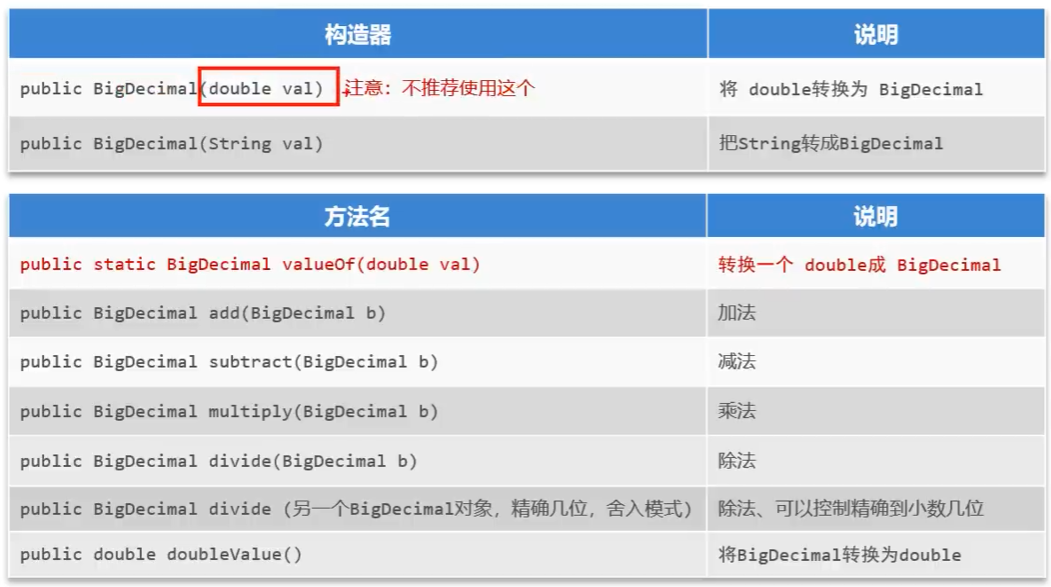 构造器 说明
public BigDecimal(double val) 注意：不推荐使用这个 将 double转换为 BigDecimal
public BigDecimal(String val) 把String转成BigDecimal
方法名 说明
public static BigDecimal valueOf(double val) 转换一个 double成 BigDecimal
public BigDecimal add(BigDecimal b) 加法
public BigDecimal subtract(BigDecimal b) 减法
public BigDecimal multiply(BigDecimal b) 乘法
public BigDecimal divide(BigDecimal b) 除法
public BigDecimal divide (另一个BigDecimal对象，精确几位，舍入模式) 除法、可以控制精确到小数几位
public double doubleValue() 将BigDecimal转换为double